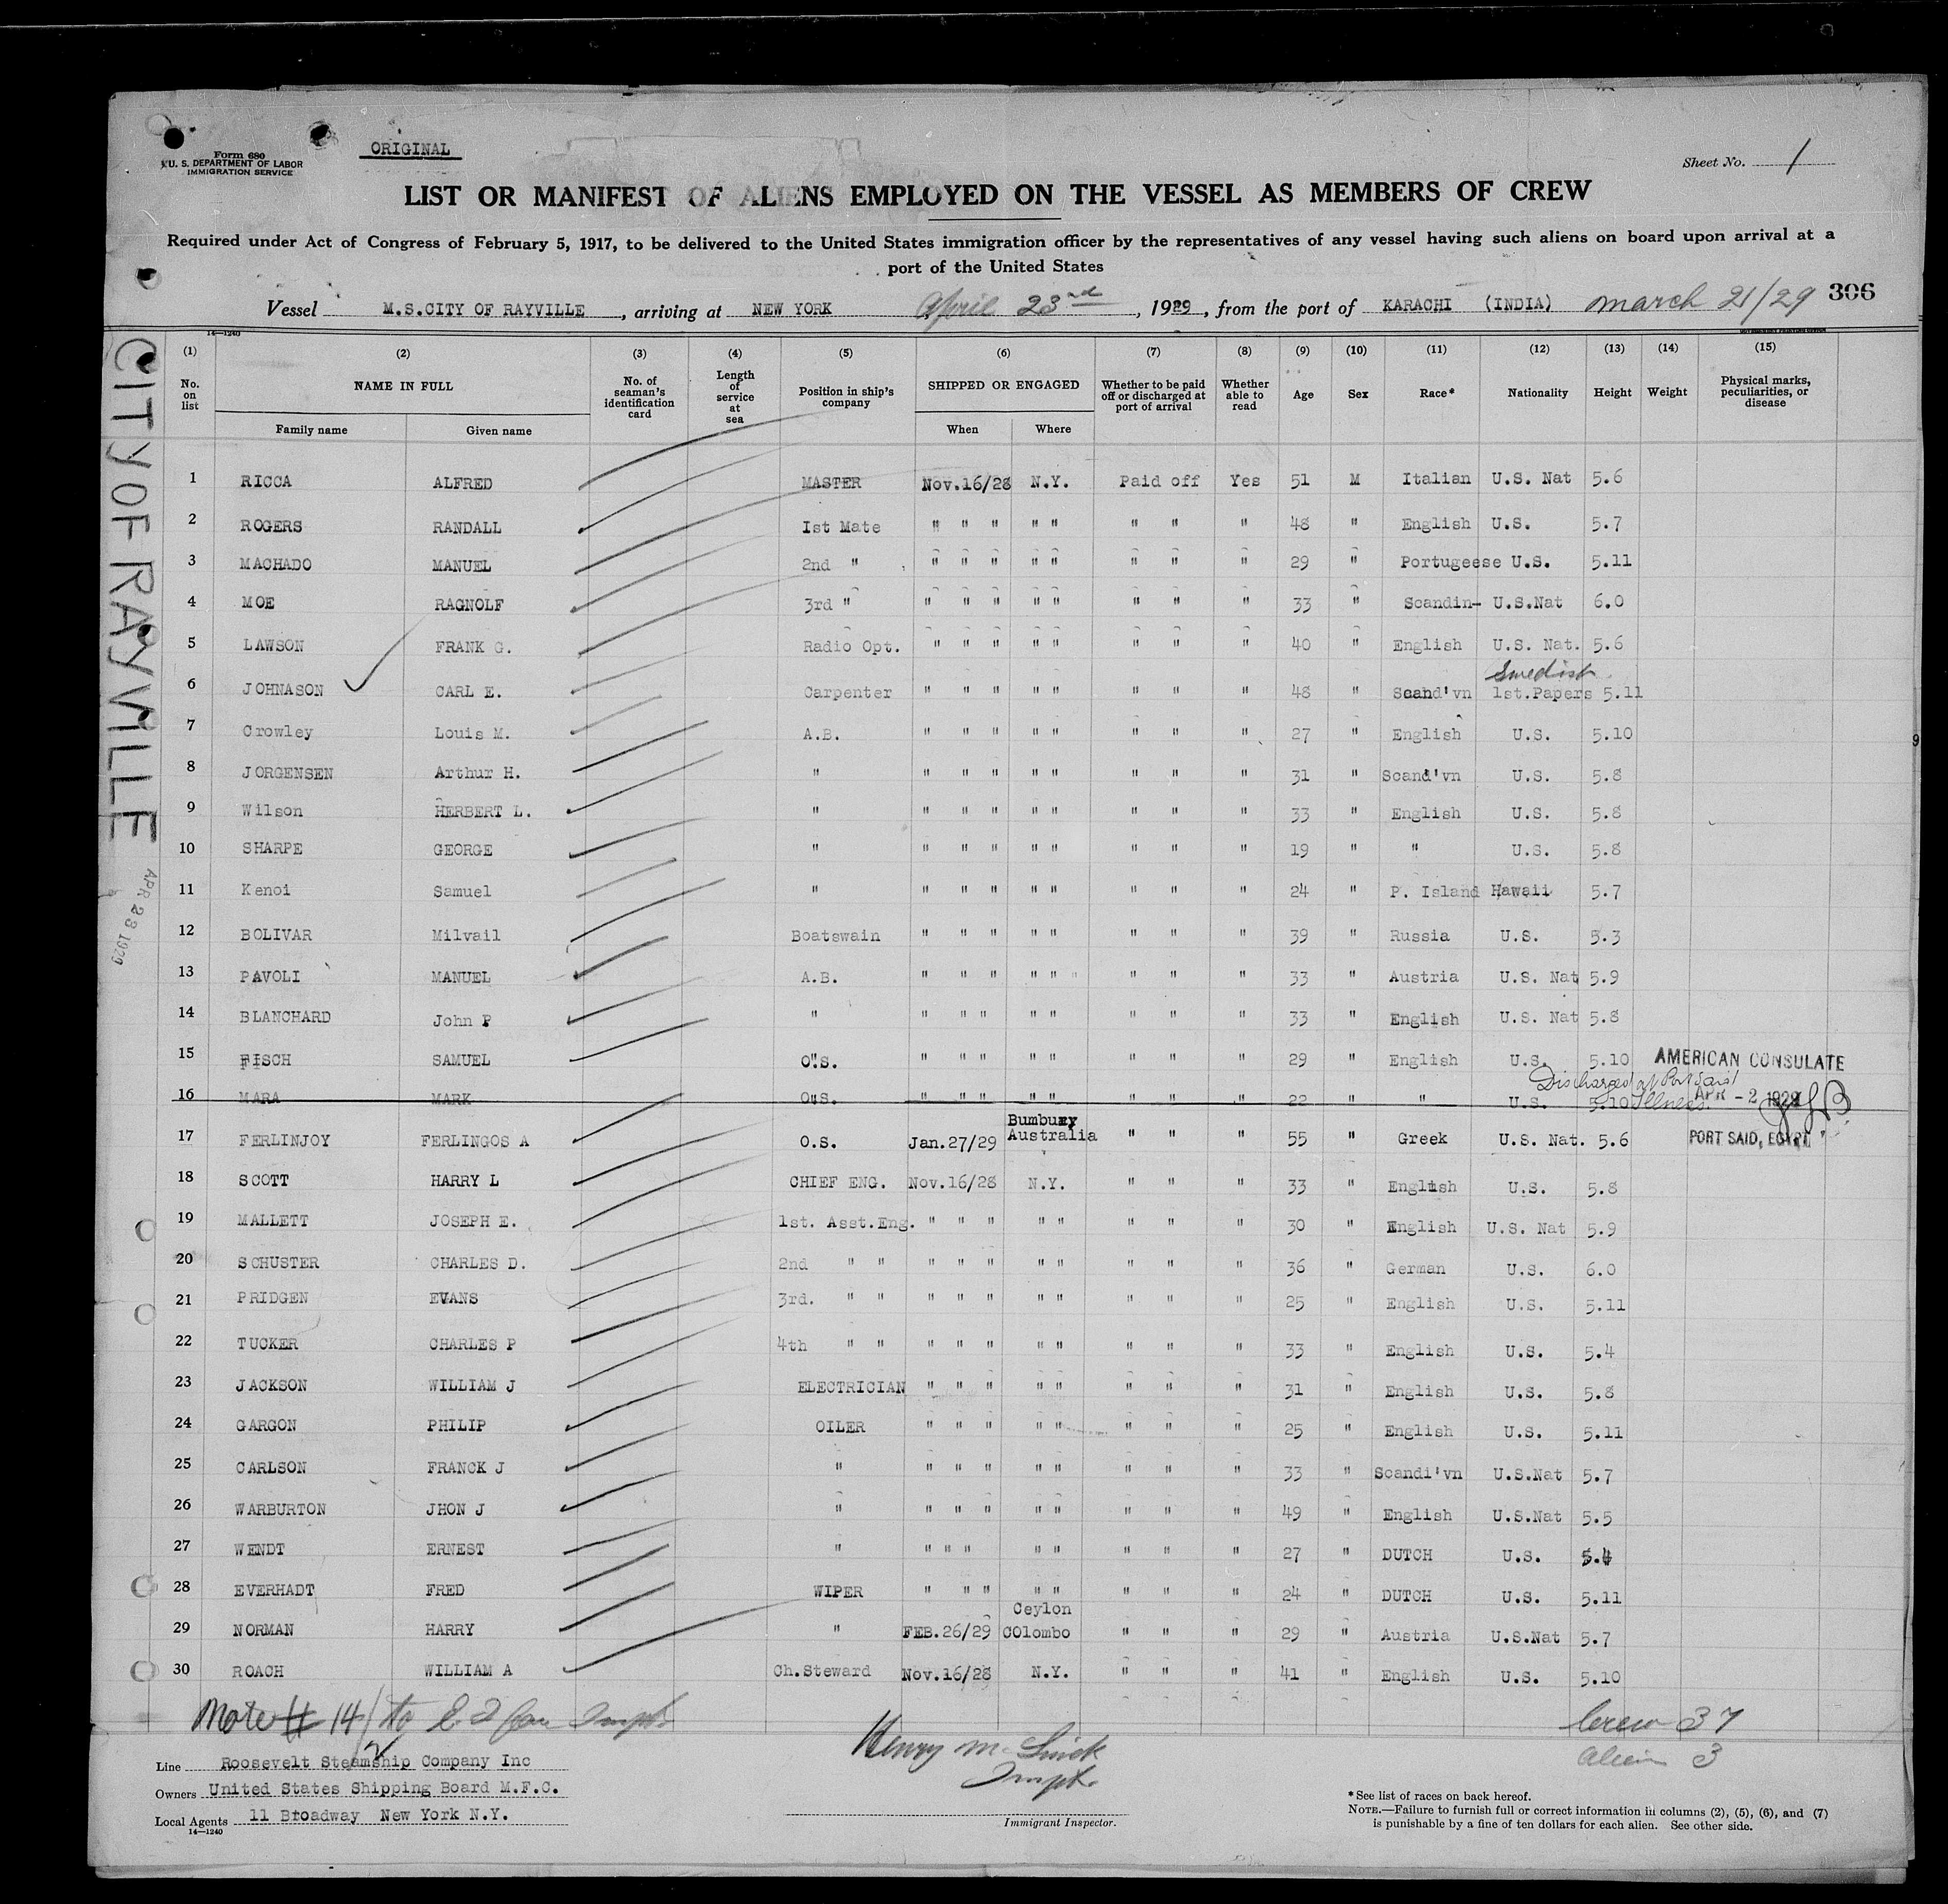 Form 680
U. S. DEPARTMENT OF LABOR
IMMIGRATION SERVICE
ORIGINAL
Sheet No. 1
LIST OR MANIFEST OF ALIENS EMPLOYED ON THE VESSEL AS MEMBERS OF CREW
Required under Act of Congress of February 5, 1917, to be delivered to the United States immigration officer by the representatives of any vessel having such aliens on board upon arrival at a
port of the United States
Vessel M.S.CITY OF RAYVILLE, arriving at NEW YORK April 23rd, 1929, from the port of KARACHI (INDIA) March 21/29 306
14—1240
CITY OF RAYVILLE
APR 23 1929
(1) (2) (3) (4) (5) (6) (7) (8) (9) (10) (11) (12) (13) (14) (15)
No. on list NAME IN FULL No. of seaman's identification card Length of service at sea Position in ship's company SHIPPED OR ENGAGED Whether to be paid off or discharged at port of arrival Whether able to read Age Sex Race* Nationality Height Weight Physical marks, peculiarities, or disease
Family name Given name When Where
1 RICCA ALFRED MASTER Nov.16/28 N.Y. Paid off Yes 51 M Italian U.S. Nat 5.6
2 ROGERS RANDALL 1st Mate " " " " " " " " 48 " English U.S. 5.7
3 MACHADO MANUEL 2nd " " " " " " " " " 29 " Portugeese U.S. 5.11
4 MOE RAGNOLF 3rd " " " " " " " " " 33 " Scandin- U.S.Nat 6.0
5 LAWSON FRANK G. Radio Opt. " " " " " " " " 40 " English U.S. Nat. 5.6
Swedish
6 JOHNASON CARL E. Carpenter " " " " " " " " 48 " Scand'vn 1st.Papers 5.11
7 Crowley Louis M. A.B. " " " " " " " " 27 " English U.S. 5.10
8 JORGENSEN Arthur H. " " " " " " " " " 31 " Scand'vn U.S. 5.8
9 Wilson HERBERT L. " " " " " " " " " 33 " English U.S. 5.8
10 SHARPE GEORGE " " " " " " " " " 19 " " U.S. 5.8
11 Kenoi Samuel " " " " " " " " " 24 " P. Island Hawaii 5.7
12 BOLIVAR Milvail Boatswain " " " " " " " " 39 " Russia U.S. 5.3
13 PAVOLI MANUEL A.B. " " " " " " " " 33 " Austria U.S. Nat 5.9
14 BLANCHARD John P " " " " " " " " " 33 " English U.S. Nat 5.8
15 FISCH SAMUEL O.S. " " " " " " " " 29 " English U.S. 5.10 AMERICAN CONSULATE
Discharged at Port Said
16 MARA MARK O.S. " " " " " " " " 22 " " U.S. 5.10 Illness. APR - 2 1929
17 FERLINJOY FERLINGOS A O.S. Jan.27/29 Bumbury Australia " " " 55 " Greek U.S. Nat. 5.6 PORT SAID, EGYPT
18 SCOTT HARRY L CHIEF ENG. Nov.16/28 N.Y. " " " 33 " English U.S. 5.8
19 MALLETT JOSEPH E. 1st. Asst.Eng. " " " " " " " " 30 " English U.S. Nat 5.9
20 SCHUSTER CHARLES D. 2nd " " " " " " " " " " 36 " German U.S. 6.0
21 PRIDGEN EVANS 3rd. " " " " " " " " " " 25 " English U.S. 5.11
22 TUCKER CHARLES P 4th " " " " " " " " " " 33 " English U.S. 5.4
23 JACKSON WILLIAM J ELECTRICIAN " " " " " " " " 31 " English U.S. 5.8
24 GARGON PHILIP OILER " " " " " " " " 25 " English U.S. 5.11
25 CARLSON FRANCK J " " " " " " " " " 33 " Scandi'vn U.S.Nat 5.7
26 WARBURTON JHON J " " " " " " " " " 49 " English U.S.Nat 5.5
27 WENDT ERNEST " " " " " " " " " 27 " DUTCH U.S. 5.4
28 EVERHADT FRED WIPER " " " " " " " " 24 " DUTCH U.S. 5.11
29 NORMAN HARRY " FEB.26/29 Ceylon COlombo " " " 29 " Austria U.S.Nat 5.7
30 ROACH WILLIAM A Ch.Steward Nov.16/28 N.Y. " " " 41 " English U.S. 5.10
Note # 14 to
Crew 37
Alien 3
Henry Mc
Inspt.
Line Roosevelt Steamship Company Inc
Owners United States Shipping Board M.F.C.
Local Agents 11 Broadway New York N.Y.
14—1240
Immigrant Inspector.
* See list of races on back hereof.
NOTE.—Failure to furnish full or correct information in columns (2), (5), (6), and (7)
is punishable by a fine of ten dollars for each alien. See other side.